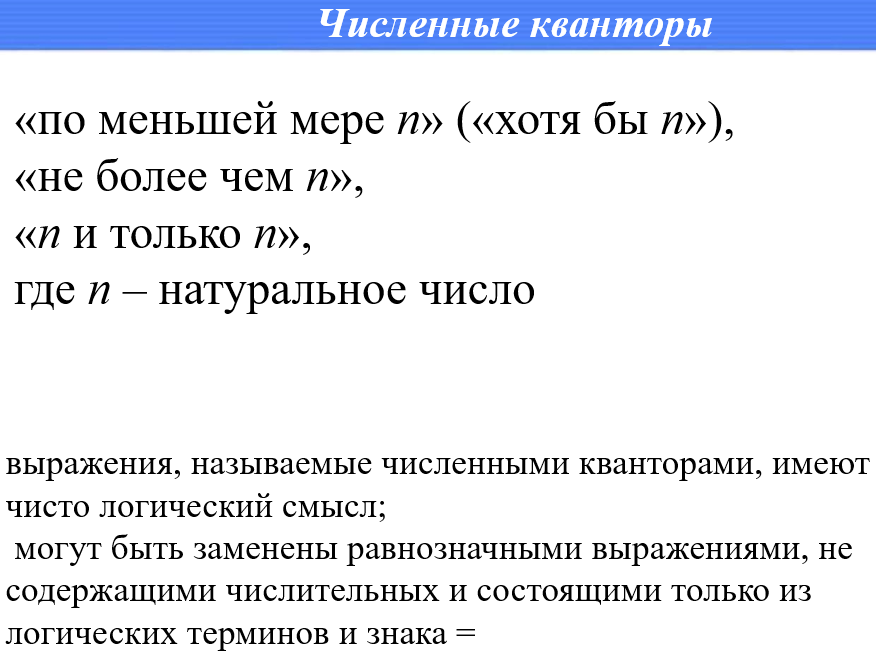 Численные кванторы
«по меньшей мере n» («хотя бы n»),
«не более чем n»,
«n и только n»,
где n – натуральное число
выражения, называемые численными кванторами, имеют
чисто логический смысл;
могут быть заменены равнозначными выражениями, не
содержащими числительных и состоящими только из
логических терминов и знака =